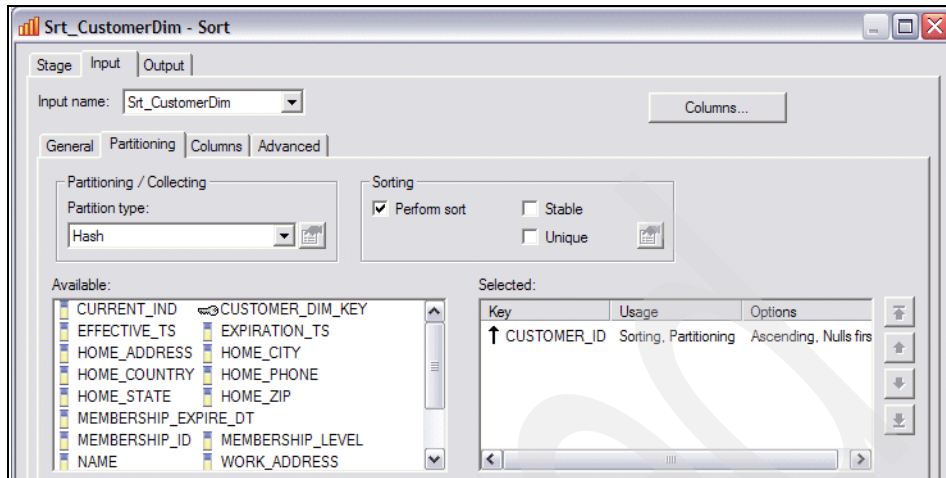 Srt_CustomerDim - Sort
Stage Input Output
Input name: Srt_CustomerDim Columns...
General Partitioning Columns Advanced
Partitioning / Collecting Sorting
Partition type: Perform sort Stable
Hash Unique
Available: Selected:
CURRENT_IND CUSTOMER_DIM_KEY Key Usage Options
EFFECTIVE_TS EXPIRATION_TS CUSTOMER_ID Sorting, Partitioning Ascending, Nulls firs
HOME_ADDRESS HOME_CITY
HOME_COUNTRY HOME_PHONE
HOME_STATE HOME_ZIP
MEMBERSHIP_EXPIRE_DT
MEMBERSHIP_ID MEMBERSHIP_LEVEL
NAME WORK_ADDRESS